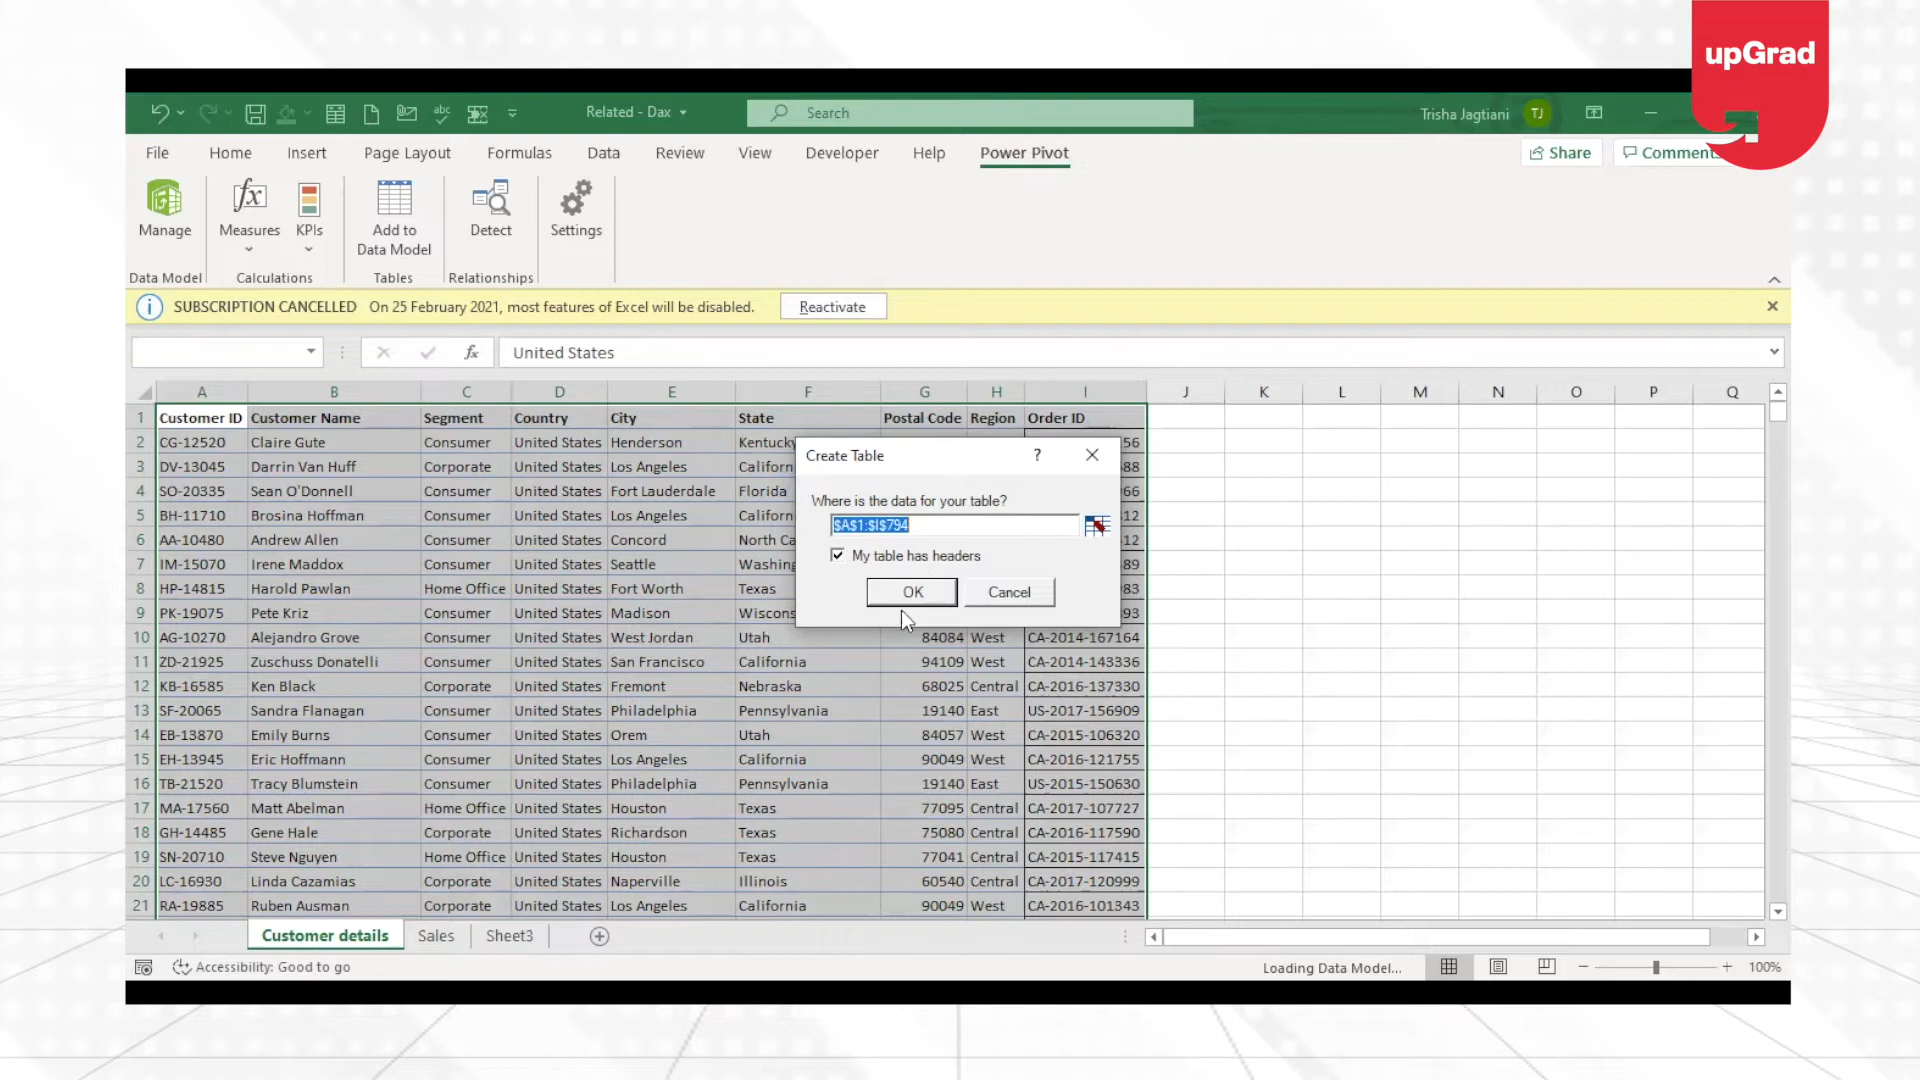 upGrad
Related - Dax
Search
Trisha Jagtiani
TJ
File Home Insert Page Layout Formulas Data Review View Developer Help Power Pivot
Share
Manage Measures KPIs Add to Data Model Detect Settings
Data Model Calculations Tables Relationships
SUBSCRIPTION CANCELLED On 25 February 2021, most features of Excel will be disabled. Reactivate
fx United States
A B C D E F G H I J K L M N O P Q
1 Customer ID Customer Name Segment Country City State Postal Code Region Order ID
2 CG-12520 Claire Gute Consumer United States Henderson Kentucky 56
3 DV-13045 Darrin Van Huff Corporate United States Los Angeles Californ 88
4 SO-20335 Sean O'Donnell Consumer United States Fort Lauderdale Florida 966
5 BH-11710 Brosina Hoffman Consumer United States Los Angeles Californ 812
6 AA-10480 Andrew Allen Consumer United States Concord North Ca 12
7 IM-15070 Irene Maddox Consumer United States Seattle Washing 89
8 HP-14815 Harold Pawlan Home Office United States Fort Worth Texas 983
9 PK-19075 Pete Kriz Consumer United States Madison Wiscons 893
10 AG-10270 Alejandro Grove Consumer United States West Jordan Utah 84084 West CA-2014-167164
11 ZD-21925 Zuschuss Donatelli Consumer United States San Francisco California 94109 West CA-2014-143336
12 KB-16585 Ken Black Corporate United States Fremont Nebraska 68025 Central CA-2016-137330
13 SF-20065 Sandra Flanagan Consumer United States Philadelphia Pennsylvania 19140 East US-2017-156909
14 EB-13870 Emily Burns Consumer United States Orem Utah 84057 West CA-2015-106320
15 EH-13945 Eric Hoffmann Consumer United States Los Angeles California 90049 West CA-2016-121755
16 TB-21520 Tracy Blumstein Consumer United States Philadelphia Pennsylvania 19140 East US-2015-150630
17 MA-17560 Matt Abelman Home Office United States Houston Texas 77095 Central CA-2017-107727
18 GH-14485 Gene Hale Corporate United States Richardson Texas 75080 Central CA-2016-117590
19 SN-20710 Steve Nguyen Home Office United States Houston Texas 77041 Central CA-2015-117415
20 LC-16930 Linda Cazamias Corporate United States Naperville Illinois 60540 Central CA-2017-120999
21 RA-19885 Ruben Ausman Corporate United States Los Angeles California 90049 West CA-2016-101343
Create Table ?
Where is the data for your table?
$A$1:$I$794
My table has headers
OK Cancel
Customer details Sales Sheet3
Accessibility: Good to go
Loading Data Model... 100%